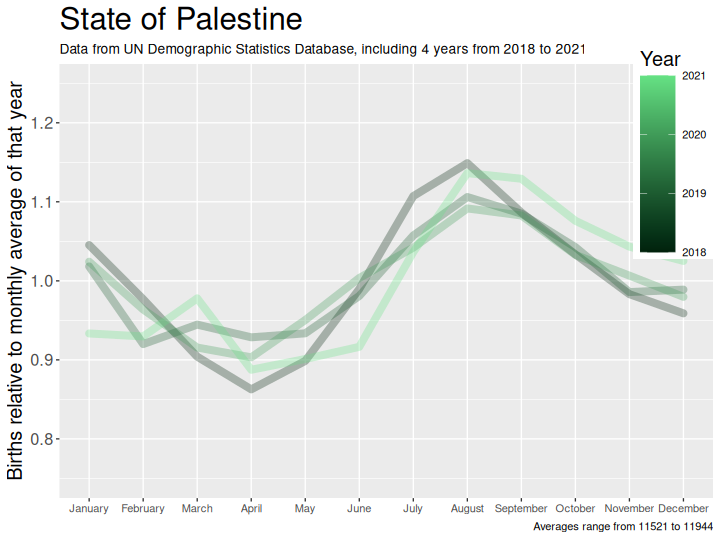 State of Palestine
Data from UN Demographic Statistics Database, including 4 years from 2018 to 2021
Year
2021
2020
2019
2018
Births relative to monthly average of that year
1.2
1.1
1.0
0.9
0.8
January February March April May June July August September October November December
Averages range from 11521 to 11944